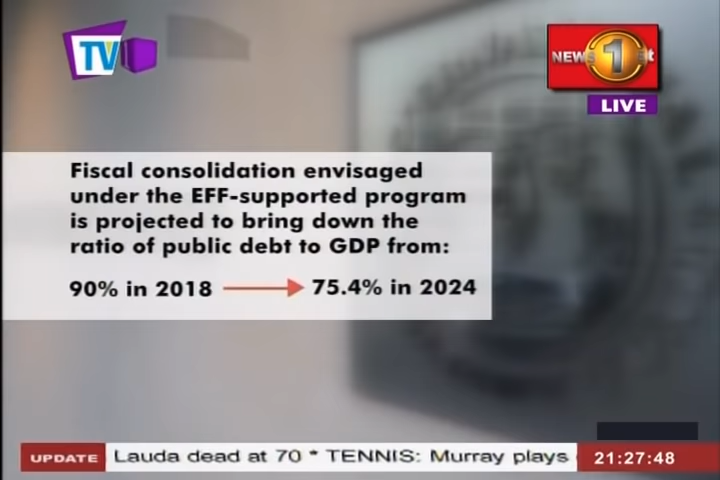 TV
NEWS 1st
LIVE
Fiscal consolidation envisaged
under the EFF-supported program
is projected to bring down the
ratio of public debt to GDP from:
90% in 2018 75.4% in 2024
UPDATE Lauda dead at 70 * TENNIS: Murray plays 21:27:48